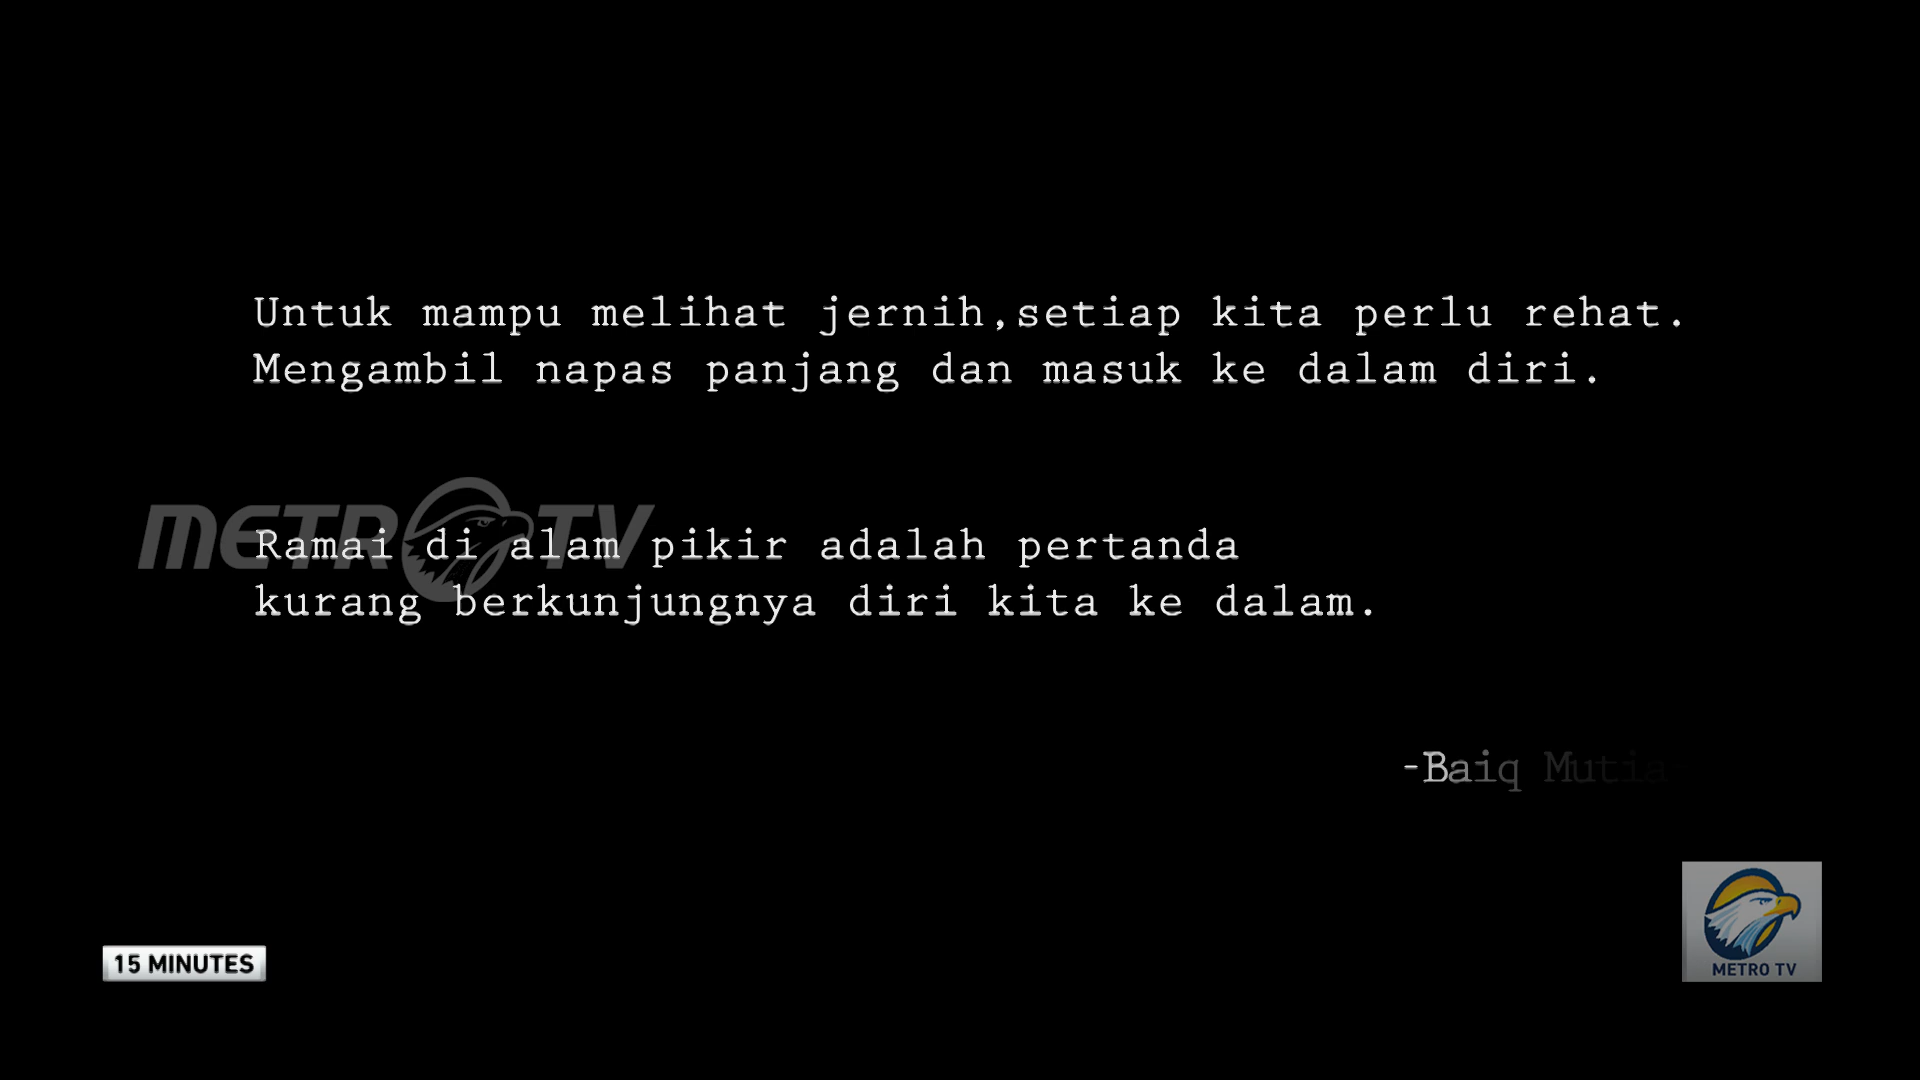 Untuk mampu melihat jernih,setiap kita perlu rehat.
Mengambil napas panjang dan masuk ke dalam diri.
METRO TV
Ramai di alam pikir adalah pertanda
kurang berkunjungnya diri kita ke dalam.
-Baiq
15 MINUTES
METRO TV